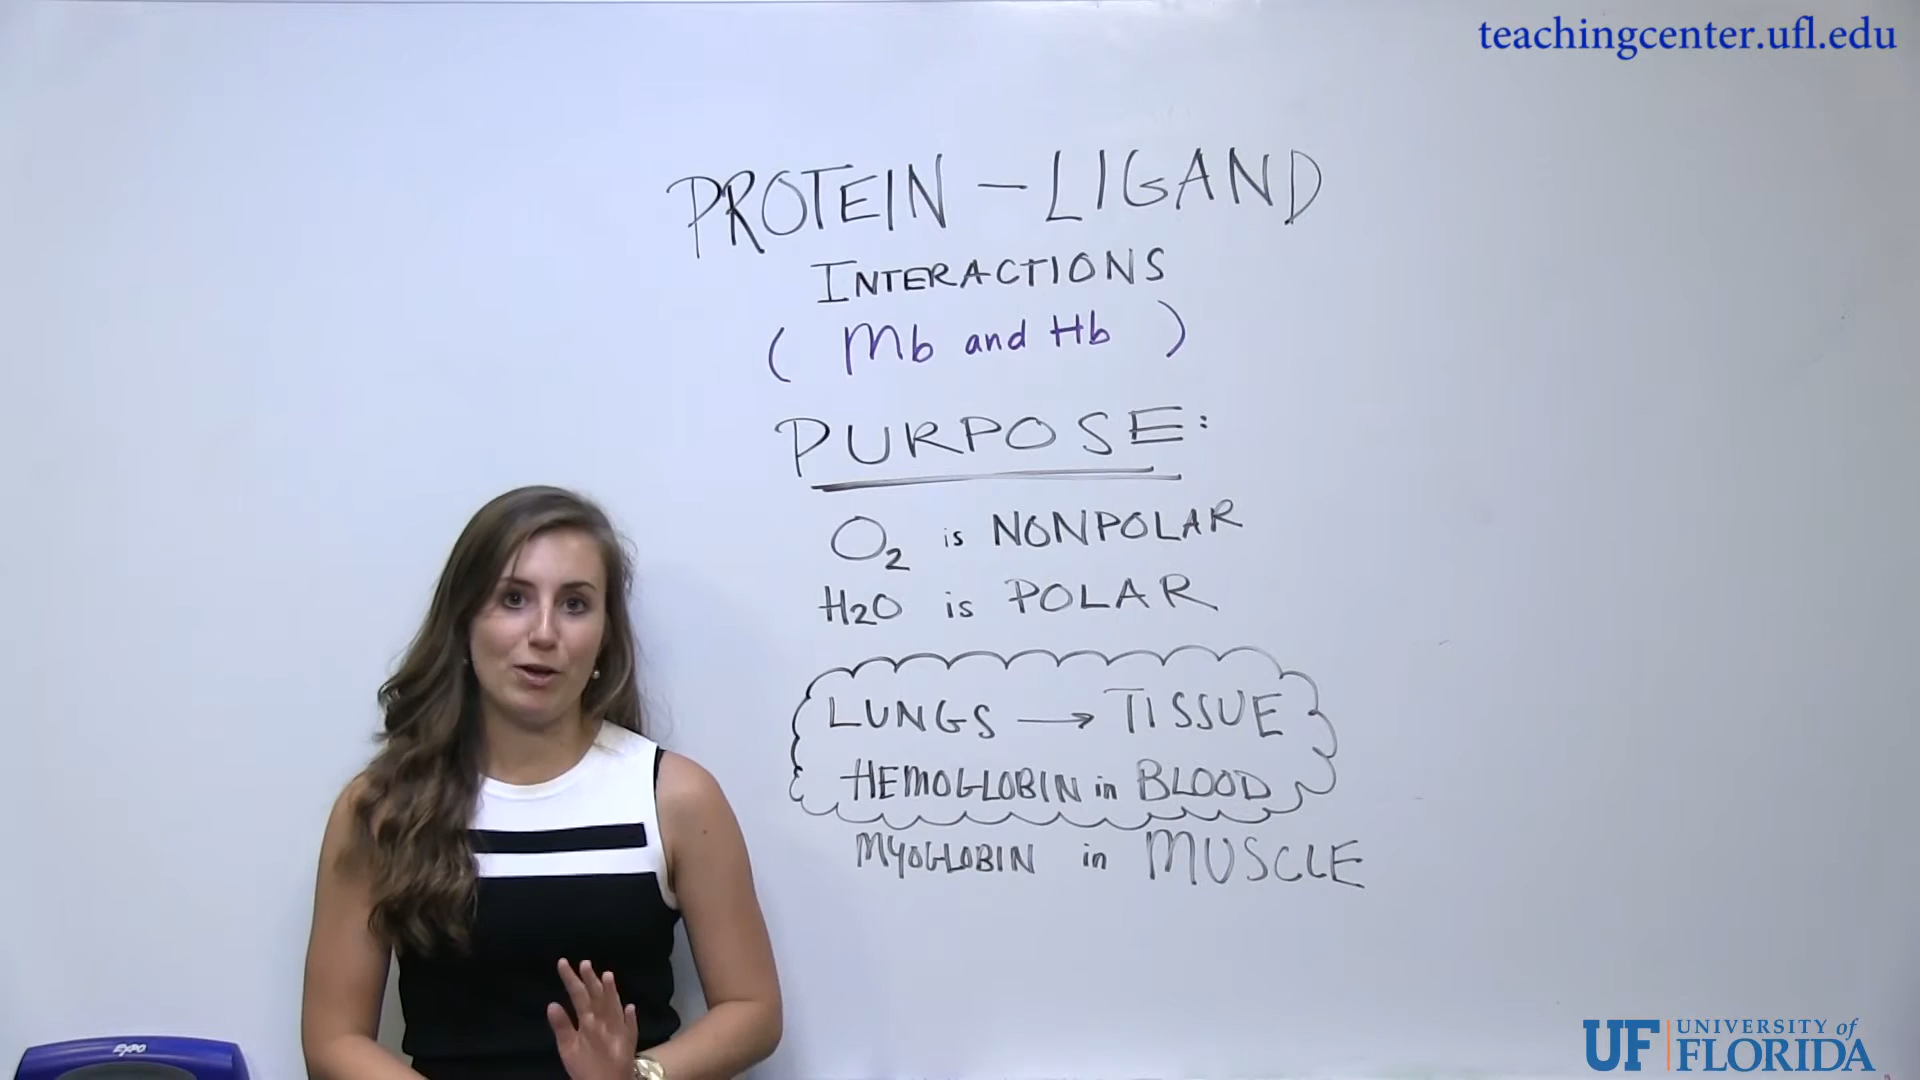 teachingcenter.ufl.edu
PROTEIN - LIGAND
INTERACTIONS
( Mb and Hb )
PURPOSE:
O2 is NONPOLAR
H2O is POLAR
LUNGS → TISSUE
HEMOGLOBIN in BLOOD
MYOGLOBIN in MUSCLE
EXPO
UF UNIVERSITY of
FLORIDA